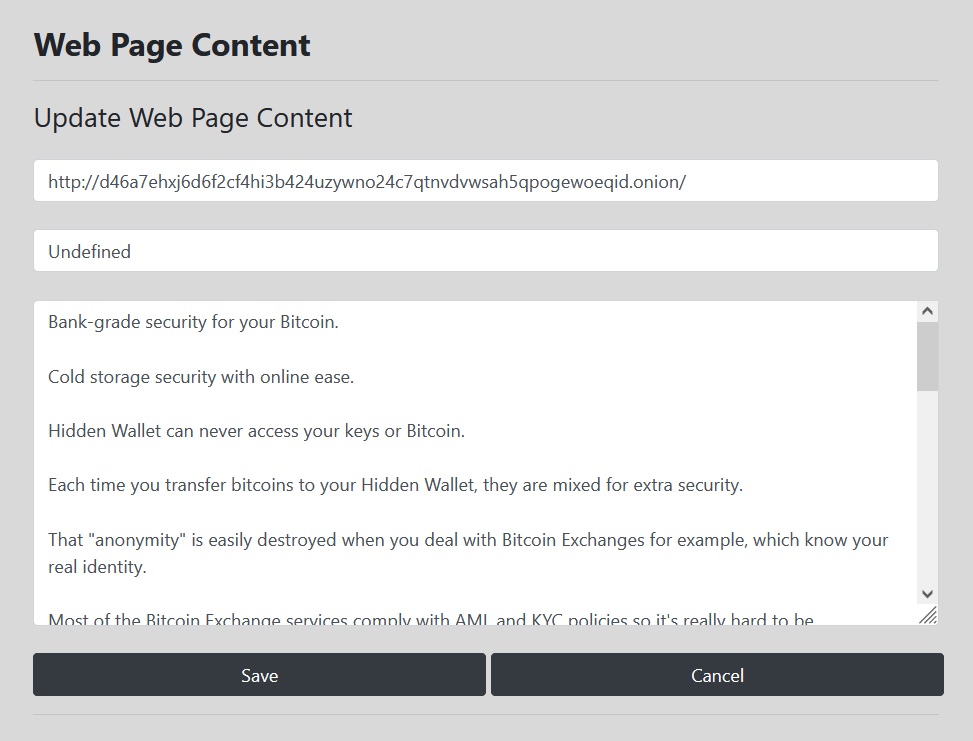 Web Page Content
Update Web Page Content
http://d46a7ehxj6d6f2cf4hi3b424uzywno24c7qtnvdvwsah5qpogewoeqid.onion/
Undefined
Bank-grade security for your Bitcoin.
Cold storage security with online ease.
Hidden Wallet can never access your keys or Bitcoin.
Each time you transfer bitcoins to your Hidden Wallet, they are mixed for extra security.
That "anonymity" is easily destroyed when you deal with Bitcoin Exchanges for example, which know your
real identity.
Most of the Bitcoin Exchange services comply with AML and KYC policies so it's really hard to be
Save
Cancel